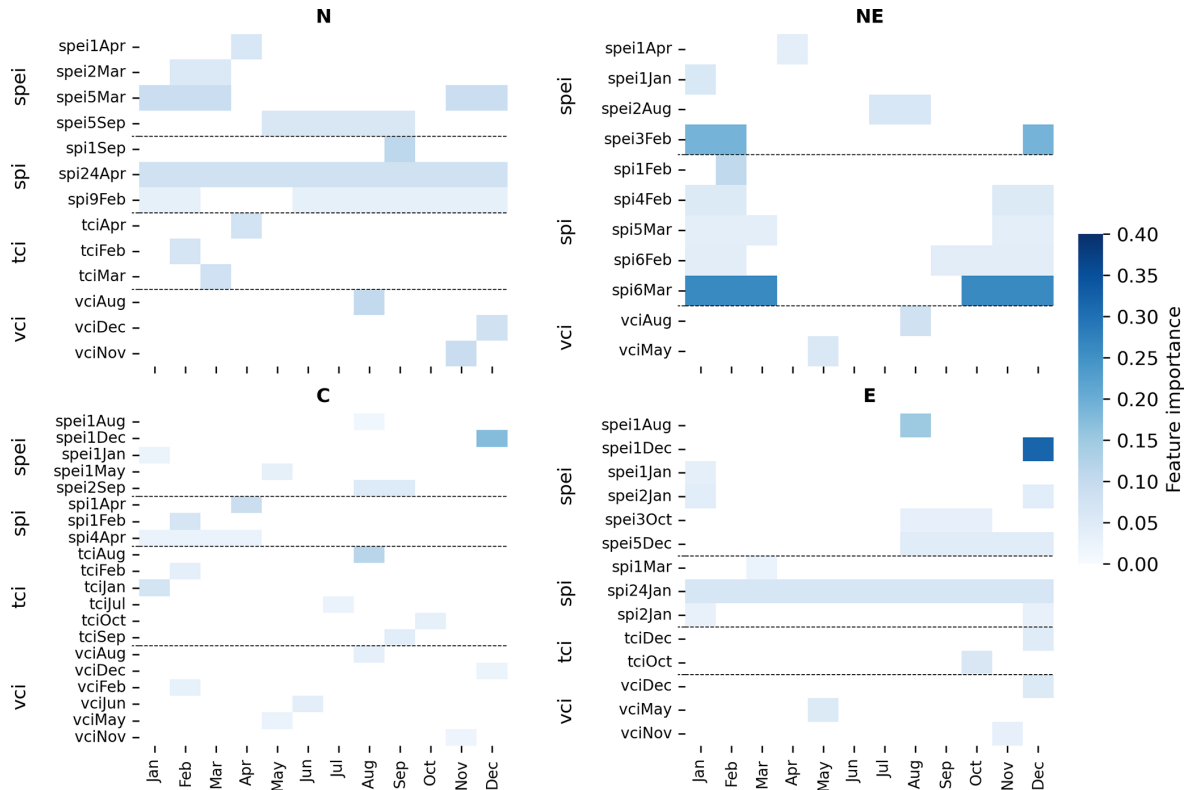 N
spei
spei1Apr
spei2Mar
spei5Mar
spei5Sep
spi
spi1Sep
spi24Apr
spi9Feb
tci
tciApr
tciFeb
tciMar
vci
vciAug
vciDec
vciNov
NE
spei
spei1Apr
spei1Jan
spei2Aug
spei3Feb
spi
spi1Feb
spi4Feb
spi5Mar
spi6Feb
spi6Mar
vci
vciAug
vciMay
C
spei
spei1Aug
spei1Dec
spei1Jan
spei1May
spei2Sep
spi
spi1Apr
spi1Feb
spi4Apr
tci
tciAug
tciFeb
tciJan
tciJul
tciOct
tciSep
vci
vciAug
vciDec
vciFeb
vciJun
vciMay
vciNov
Jan Feb Mar Apr May Jun Jul Aug Sep Oct Nov Dec
E
spei
spei1Aug
spei1Dec
spei1Jan
spei2Jan
spei3Oct
spei5Dec
spi
spi1Mar
spi24Jan
spi2Jan
tci
tciDec
tciOct
vci
vciDec
vciMay
vciNov
Jan Feb Mar Apr May Jun Jul Aug Sep Oct Nov Dec
0.40
0.35
0.30
0.25
0.20
0.15
0.10
0.05
0.00
Feature importance